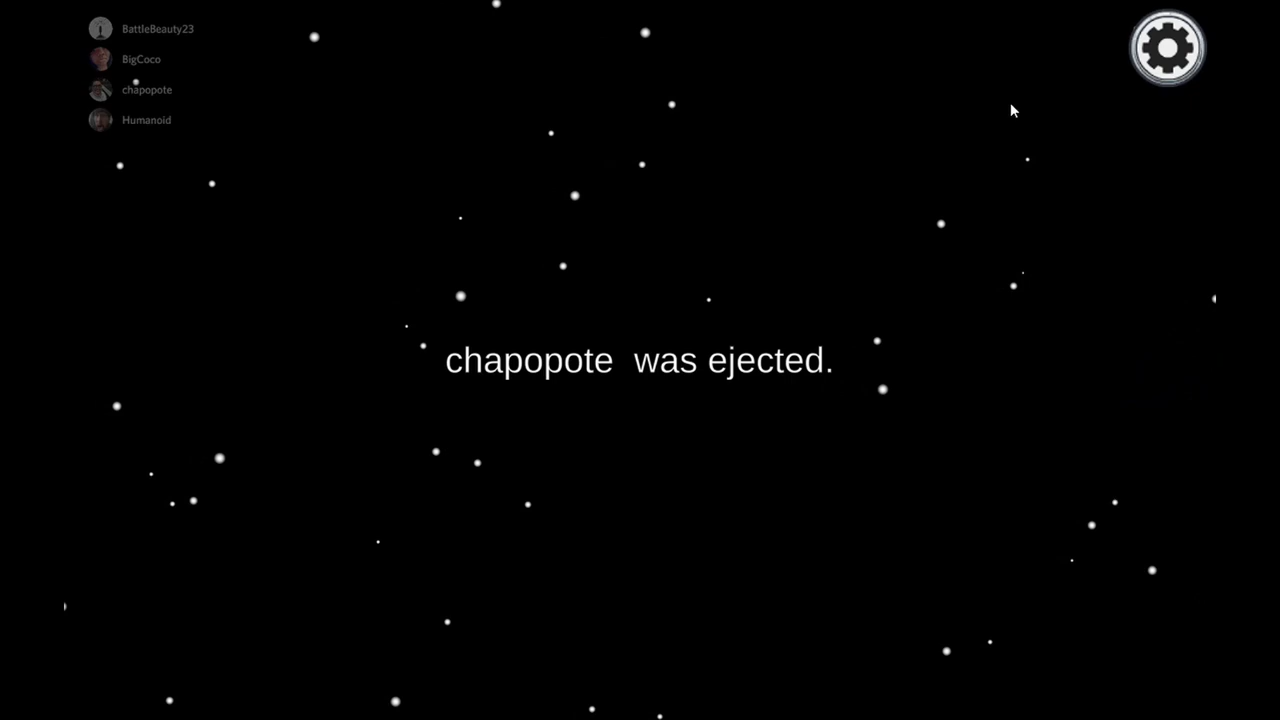 BattleBeauty23
BigCoco
chapopote
Humanoid
chapopote was ejected.